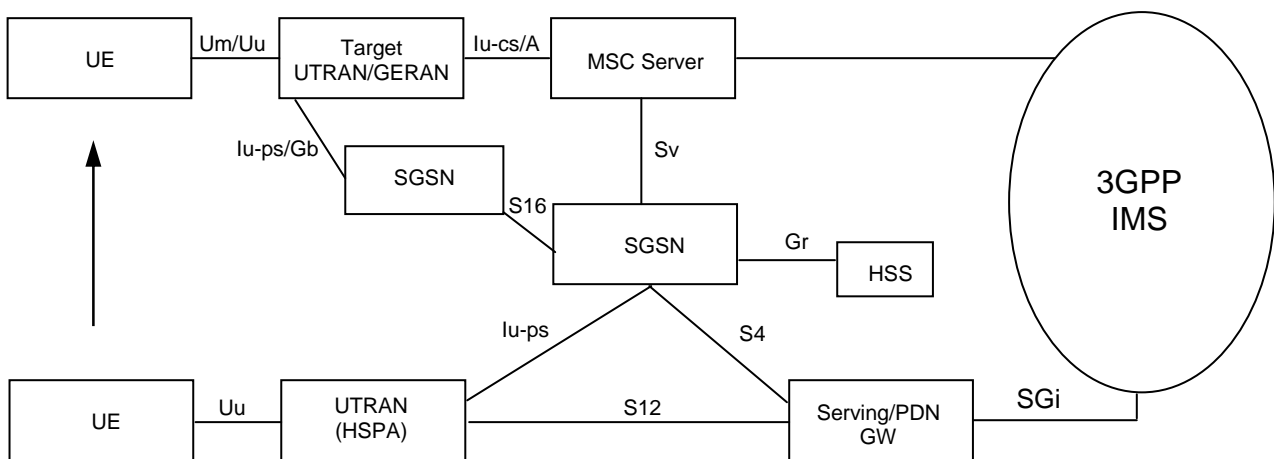 UE
Um/Uu
Target
UTRAN/GERAN
Iu-cs/A
MSC Server
Iu-ps/Gb
SGSN
S16
Sv
SGSN
Gr
HSS
3GPP
IMS
Iu-ps
S4
UE
Uu
UTRAN
(HSPA)
S12
Serving/PDN
GW
SGi